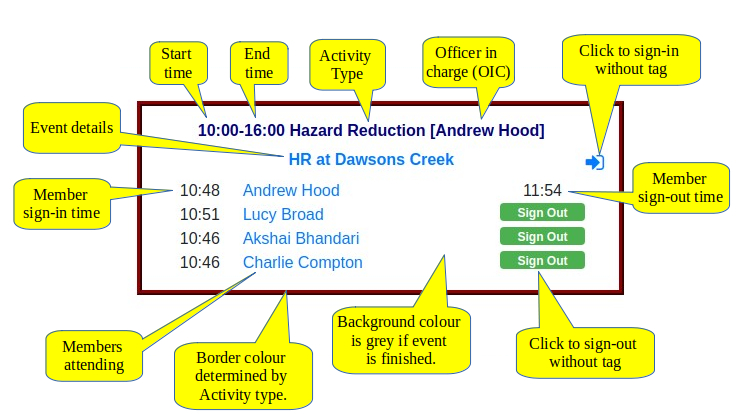 Start
time
End
time
Activity
Type
Officer in
charge (OIC)
Click to sign-in
without tag
Event details
10:00-16:00 Hazard Reduction [Andrew Hood]
HR at Dawsons Creek
Member
sign-in time
10:48 Andrew Hood 11:54
10:51 Lucy Broad Sign Out
10:46 Akshai Bhandari Sign Out
10:46 Charlie Compton Sign Out
Member
sign-out time
Members
attending
Border colour
determined by
Activity type.
Background colour
is grey if event
is finished.
Click to sign-out
without tag